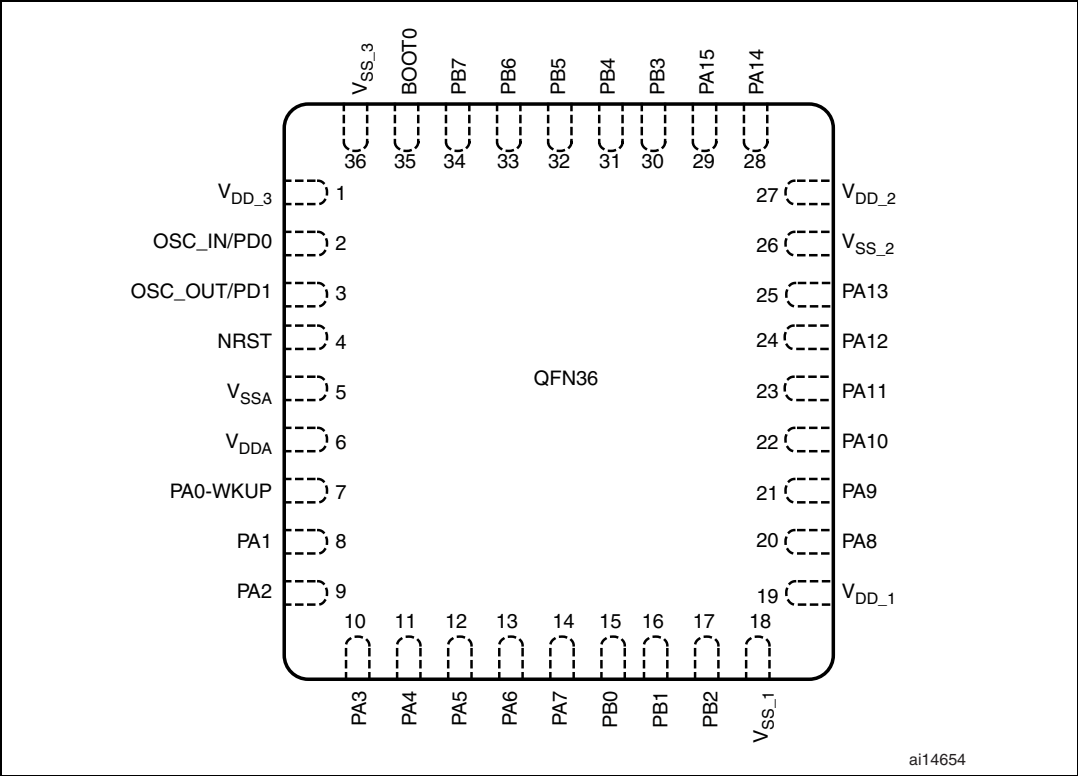 VSS_3
BOOT0
PB7
PB6
PB5
PB4
PB3
PA15
PA14
36 35 34 33 32 31 30 29 28
VDD_3 1
OSC_IN/PD0 2
OSC_OUT/PD1 3
NRST 4
VSSA 5
VDDA 6
PA0-WKUP 7
PA1 8
PA2 9
QFN36
27 VDD_2
26 VSS_2
25 PA13
24 PA12
23 PA11
22 PA10
21 PA9
20 PA8
19 VDD_1
10 11 12 13 14 15 16 17 18
PA3
PA4
PA5
PA6
PA7
PB0
PB1
PB2
VSS_1
ai14654